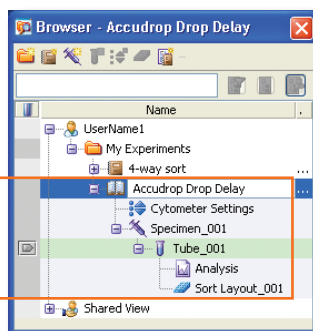 Browser - Accudrop Drop Delay
Name
UserName1
My Experiments
4-way sort ...
Accudrop Drop Delay ...
Cytometer Settings
Specimen_001
Tube_001
Analysis
Sort Layout_001
Shared View